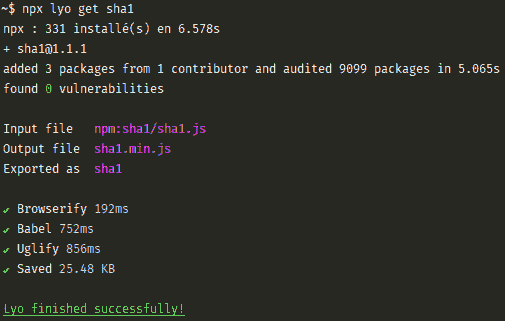 ~$ npx lyo get sha1
npx : 331 installé(s) en 6.578s
+ sha1@1.1.1
added 3 packages from 1 contributor and audited 9099 packages in 5.065s
found 0 vulnerabilities
Input file npm:sha1/sha1.js
Output file sha1.min.js
Exported as sha1
✔ Browserify 192ms
✔ Babel 752ms
✔ Uglify 856ms
✔ Saved 25.48 KB
Lyo finished successfully!